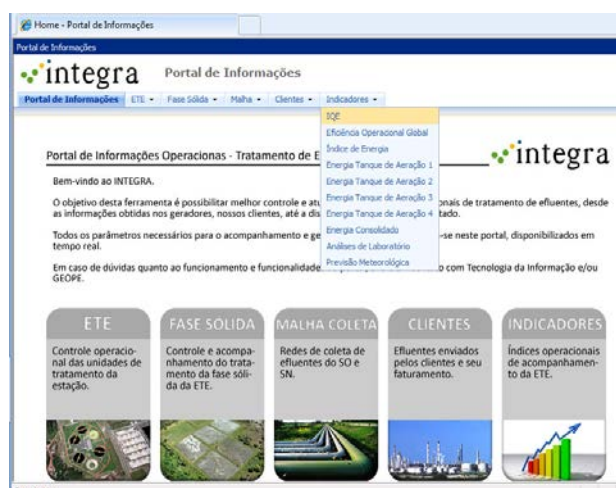 Home - Portal de Informações
Portal de Informações
integra Portal de Informações
Portal de Informações ETE Fase Sólida Malha Clientes Indicadores
IQE
Eficiência Operacional Global
Índice de Energia
Energia Tanque de Aeração 1
Energia Tanque de Aeração 2
Energia Tanque de Aeração 3
Energia Tanque de Aeração 4
Energia Consolidado
Análises de Laboratório
Previsão Meteorológica
Portal de Informações Operacionas - Tratamento de E
integra
Bem-vindo ao INTEGRA.
O objetivo desta ferramenta é possibilitar melhor controle e atu onais de tratamento de efluentes, desde
as informações obtidas nos geradores, nossos clientes, até a dis tado.
Todos os parâmetros necessários para o acompanhamento e ge -se neste portal, disponibilizados em
tempo real.
Em caso de dúvidas quanto ao funcionamento e funcionalidade com Tecnologia da Informação e/ou
GEOPE.
ETE
Controle operacio-
nal das unidades de
tratamento da
estação.
FASE SÓLIDA
Controle e acompa-
nhamento do trata-
mento da fase sóli-
da da ETE.
MALHA COLETA
Redes de coleta de
efluentes do SO e
SN.
CLIENTES
Efluentes enviados
pelos clientes e seu
faturamento.
INDICADORES
Índices operacionais
de acompanhamen-
to da ETE.